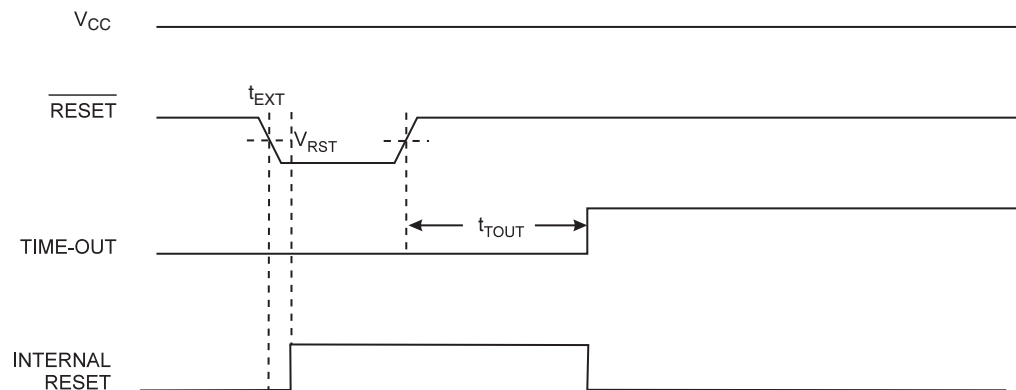 VCC
RESET
tEXT
VRST
tTOUT
TIME-OUT
INTERNAL
RESET